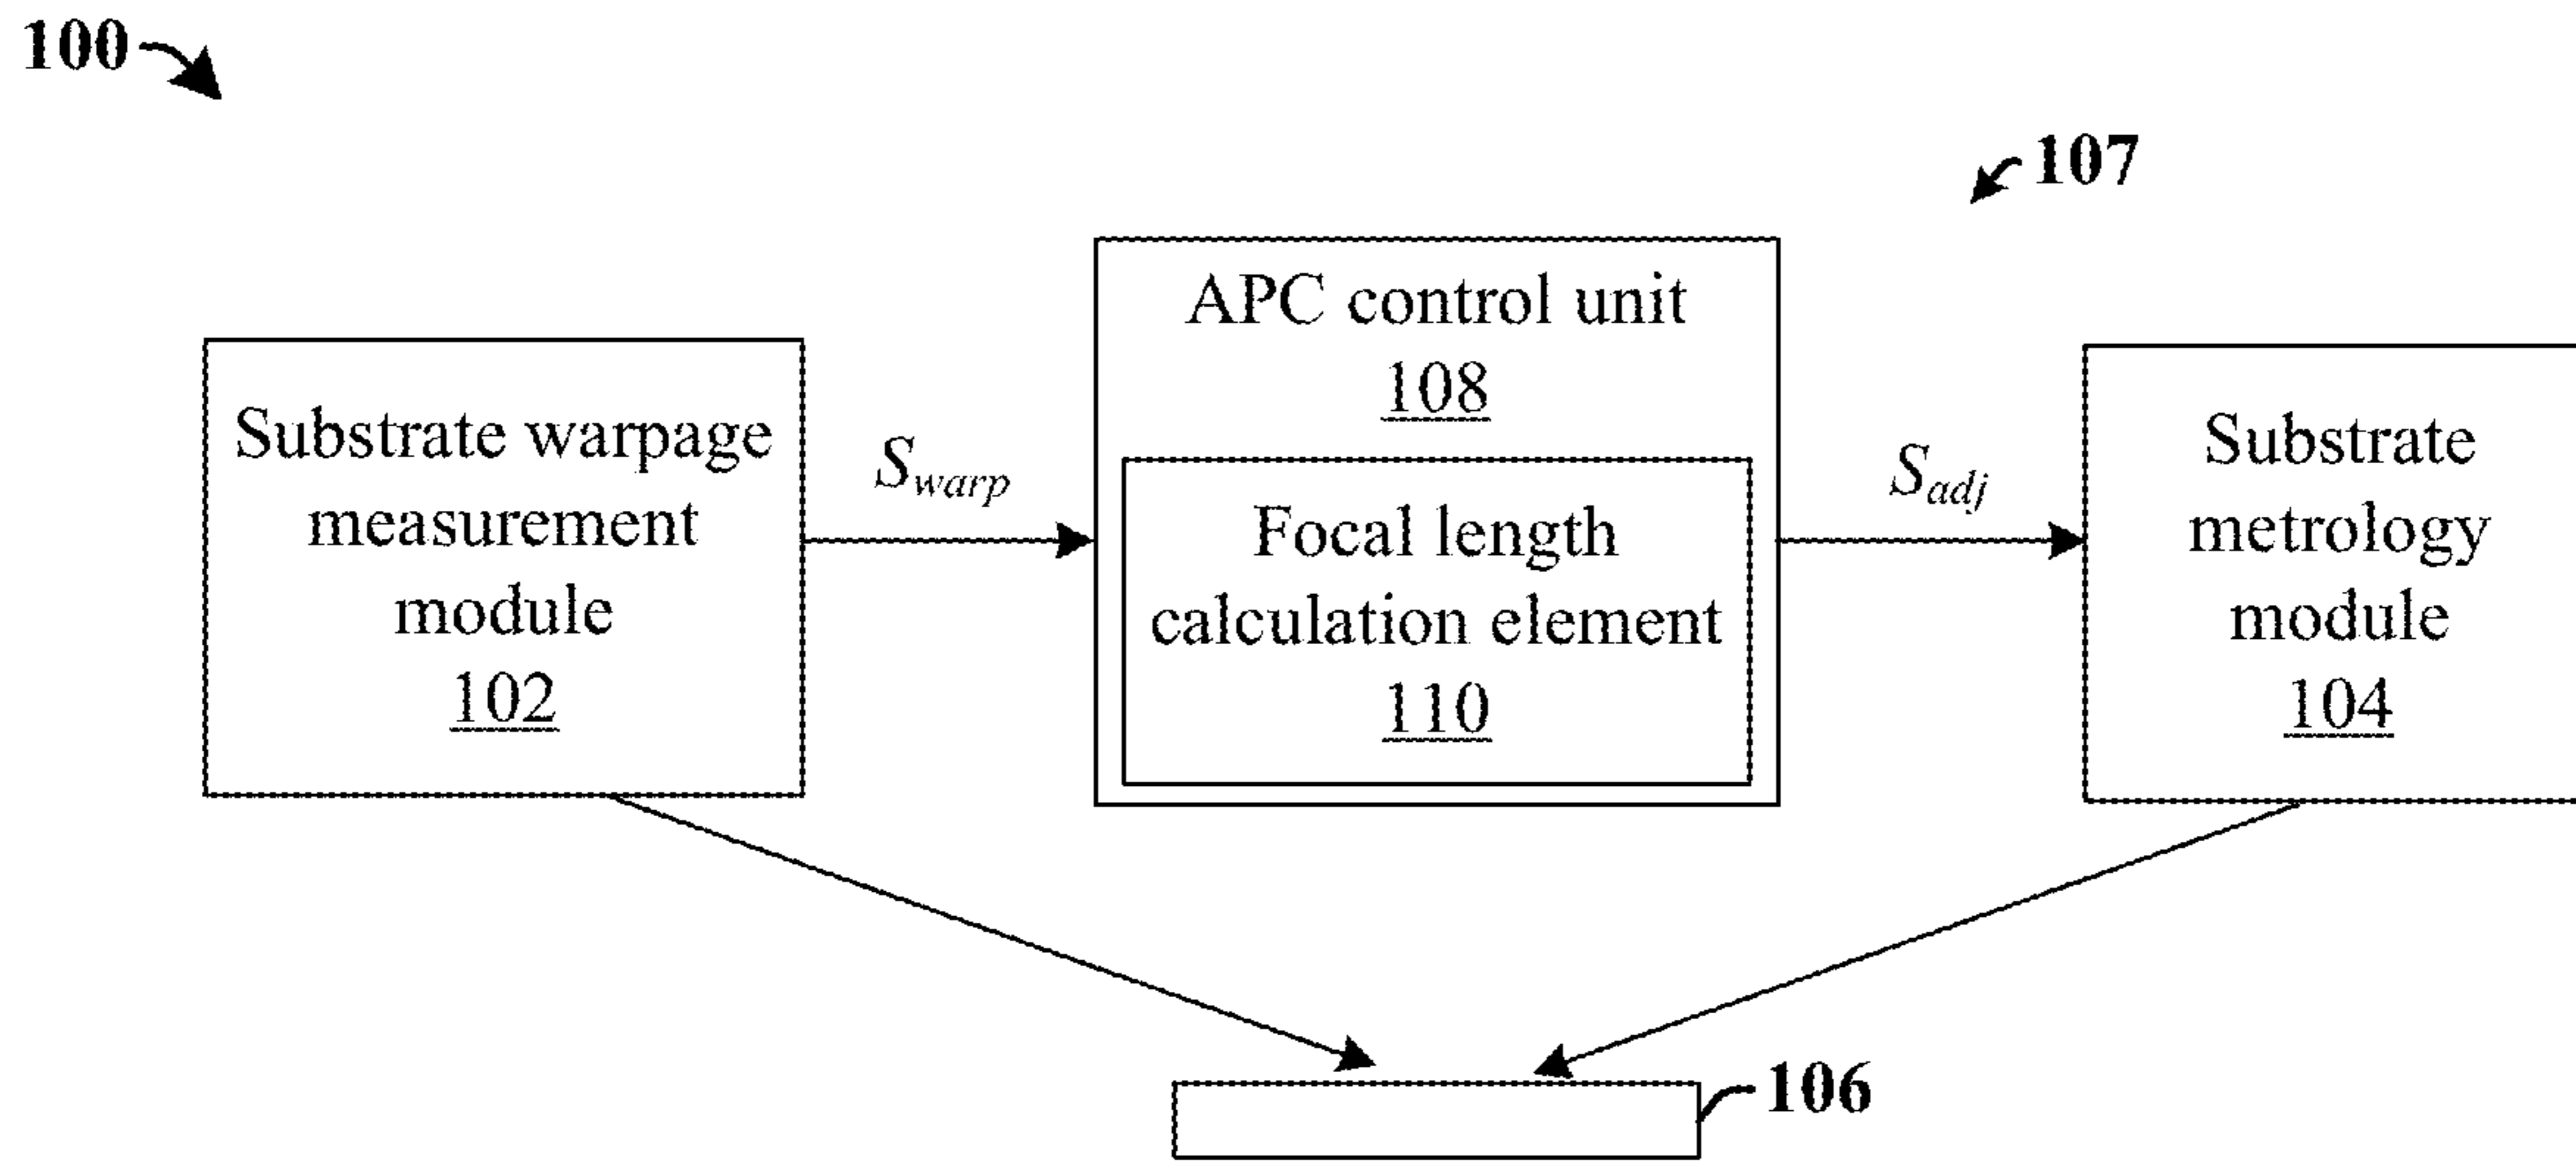 100
107
APC control unit
108
Substrate warpage
measurement
module
102
S_warp
Focal length
calculation element
110
S_adj
Substrate
metrology
module
104
106